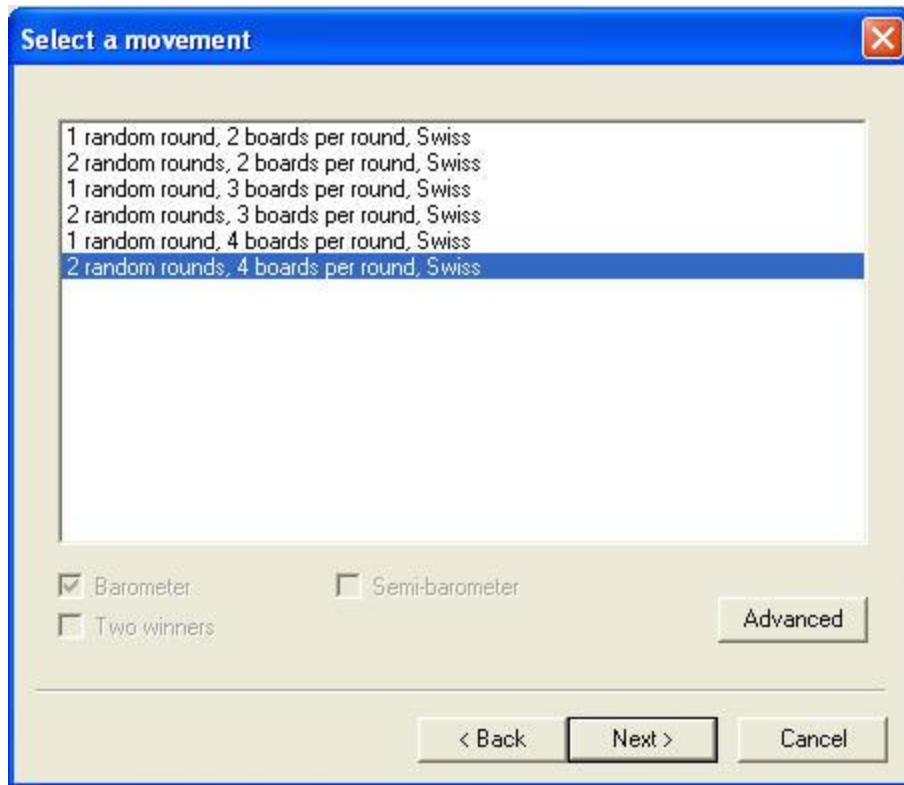 Select a movement
1 random round, 2 boards per round, Swiss
2 random rounds, 2 boards per round, Swiss
1 random round, 3 boards per round, Swiss
2 random rounds, 3 boards per round, Swiss
1 random round, 4 boards per round, Swiss
2 random rounds, 4 boards per round, Swiss
Barometer Semi-barometer
Two winners
Advanced
< Back Next > Cancel